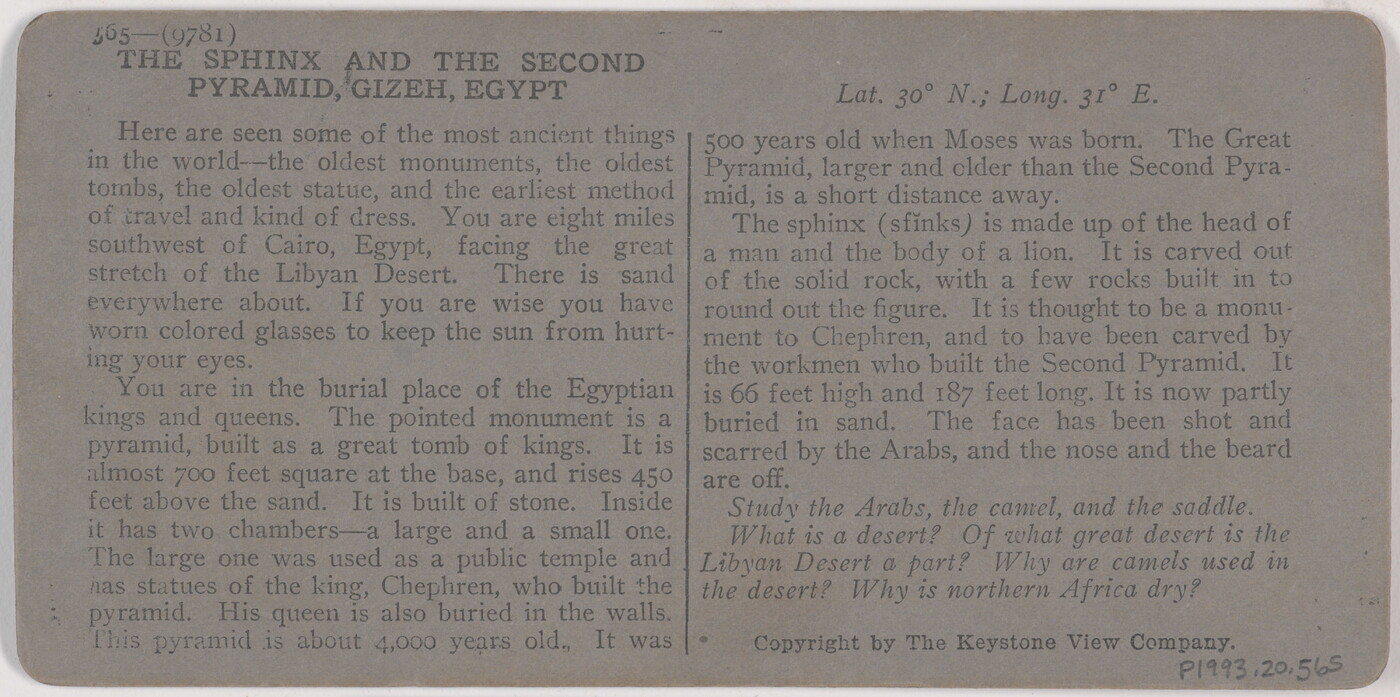 565—(9781)
THE SPHINX AND THE SECOND
PYRAMID, GIZEH, EGYPT
Here are seen some of the most ancient things
in the world—the oldest monuments, the oldest
tombs, the oldest statue, and the earliest method
of travel and kind of dress. You are eight miles
southwest of Cairo, Egypt, facing the great
stretch of the Libyan Desert. There is sand
everywhere about. If you are wise you have
worn colored glasses to keep the sun from hurt-
ing your eyes.
You are in the burial place of the Egyptian
kings and queens. The pointed monument is a
pyramid, built as a great tomb of kings. It is
almost 700 feet square at the base, and rises 450
feet above the sand. It is built of stone. Inside
it has two chambers—a large and a small one.
The large one was used as a public temple and
has statues of the king, Chephren, who built the
pyramid. His queen is also buried in the walls.
This pyramid is about 4,000 years old., It was
Lat. 30° N.; Long. 31° E.
500 years old when Moses was born. The Great
Pyramid, larger and older than the Second Pyra-
mid, is a short distance away.
The sphinx (sfĭnks) is made up of the head of
a man and the body of a lion. It is carved out
of the solid rock, with a few rocks built in to
round out the figure. It is thought to be a monu-
ment to Chephren, and to have been carved by
the workmen who built the Second Pyramid. It
is 66 feet high and 187 feet long. It is now partly
buried in sand. The face has been shot and
scarred by the Arabs, and the nose and the beard
are off.
Study the Arabs, the camel, and the saddle.
What is a desert? Of what great desert is the
Libyan Desert a part? Why are camels used in
the desert? Why is northern Africa dry?
Copyright by The Keystone View Company.
P1993.20.565